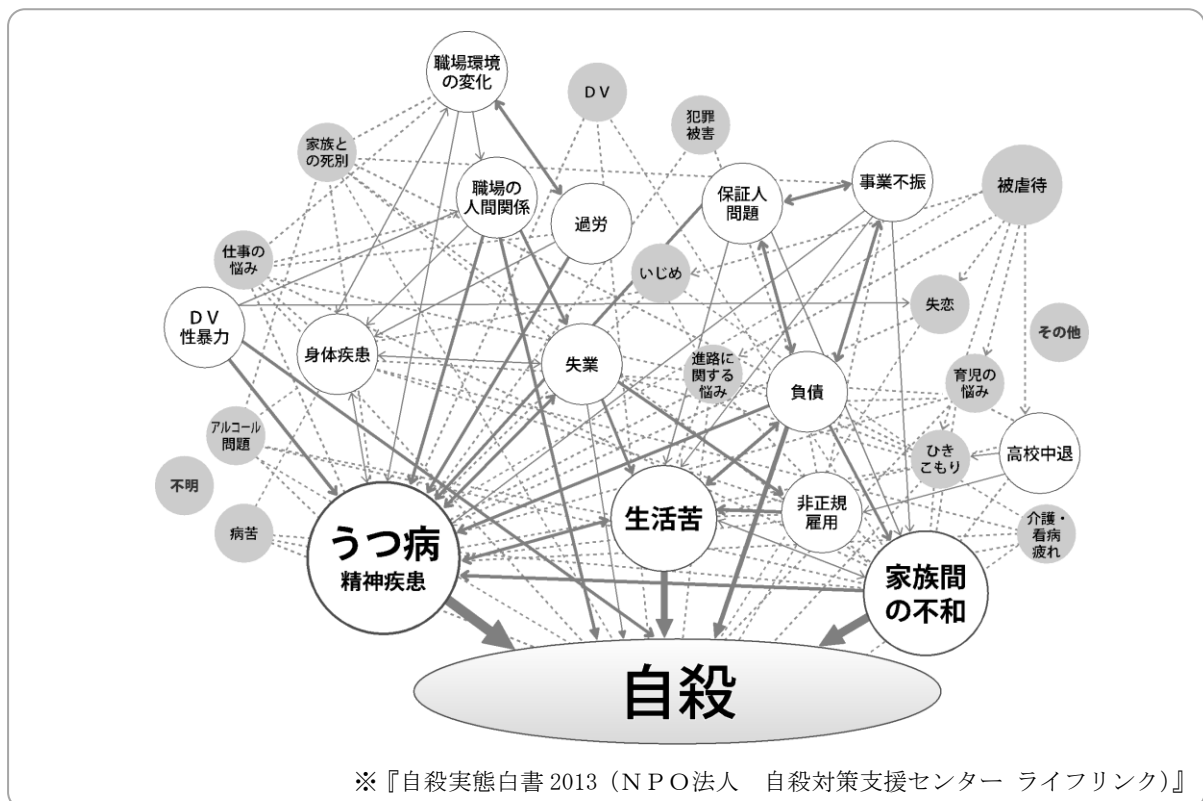 職場環境
の変化
DV
犯罪
被害
家族と
の死別
職場の
人間関係
過労
保証人
問題
事業不振
被虐待
仕事の
悩み
いじめ
失恋
その他
DV
性暴力
身体疾患
失業
進路に
関する
悩み
負債
育児の
悩み
アルコール
問題
ひき
こもり
高校中退
不明
病苦
うつ病
精神疾患
生活苦
非正規
雇用
介護・
看病
疲れ
家族間
の不和
自殺
※『自殺実態白書 2013(NPO法人 自殺対策支援センター ライフリンク)』